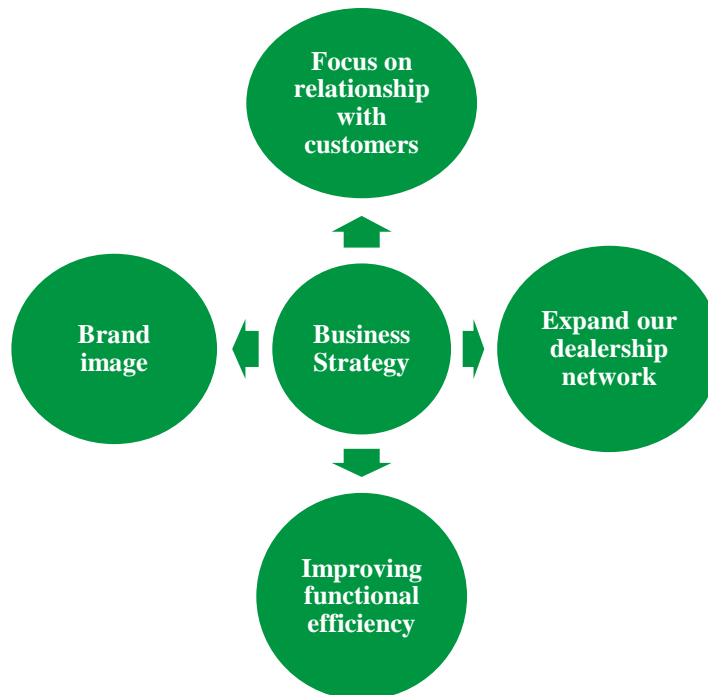 Focus on
relationship
with
customers
Brand
image
Business
Strategy
Expand our
dealership
network
Improving
functional
efficiency